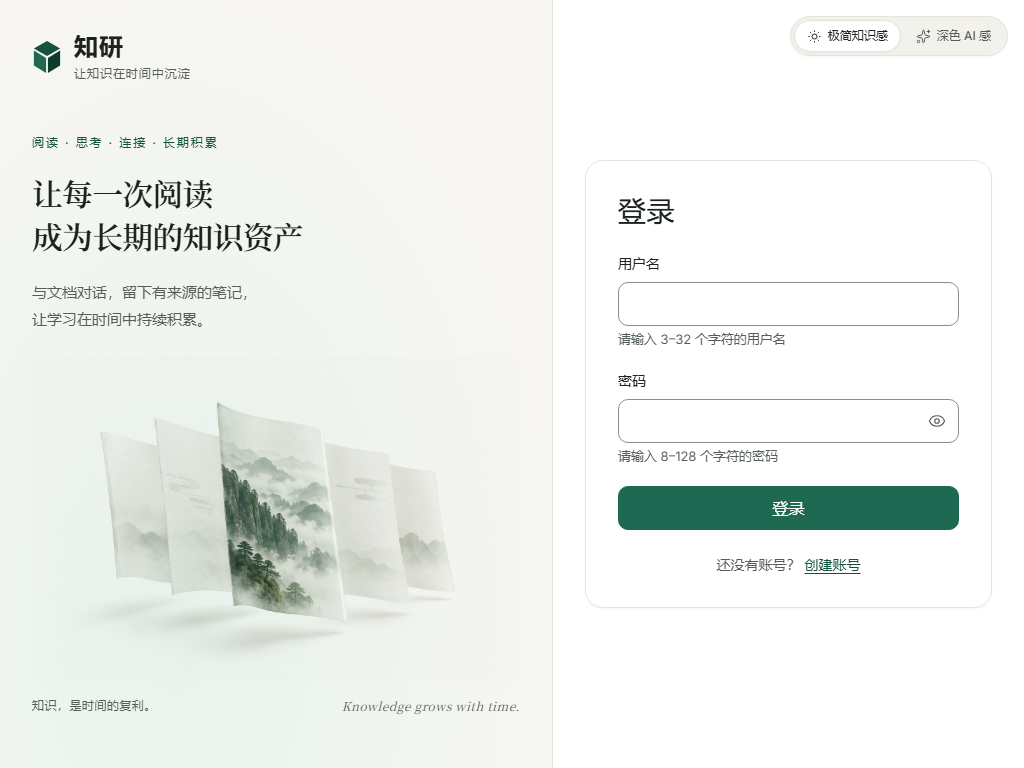 知研
让知识在时间中沉淀
阅读 · 思考 · 连接 · 长期积累
让每一次阅读
成为长期的知识资产
与文档对话，留下有来源的笔记，
让学习在时间中持续积累。
知识，是时间的复利。
Knowledge grows with time.
极简知识感
深色 AI 感
登录
用户名
请输入 3–32 个字符的用户名
密码
请输入 8–128 个字符的密码
登录
还没有账号？ 创建账号